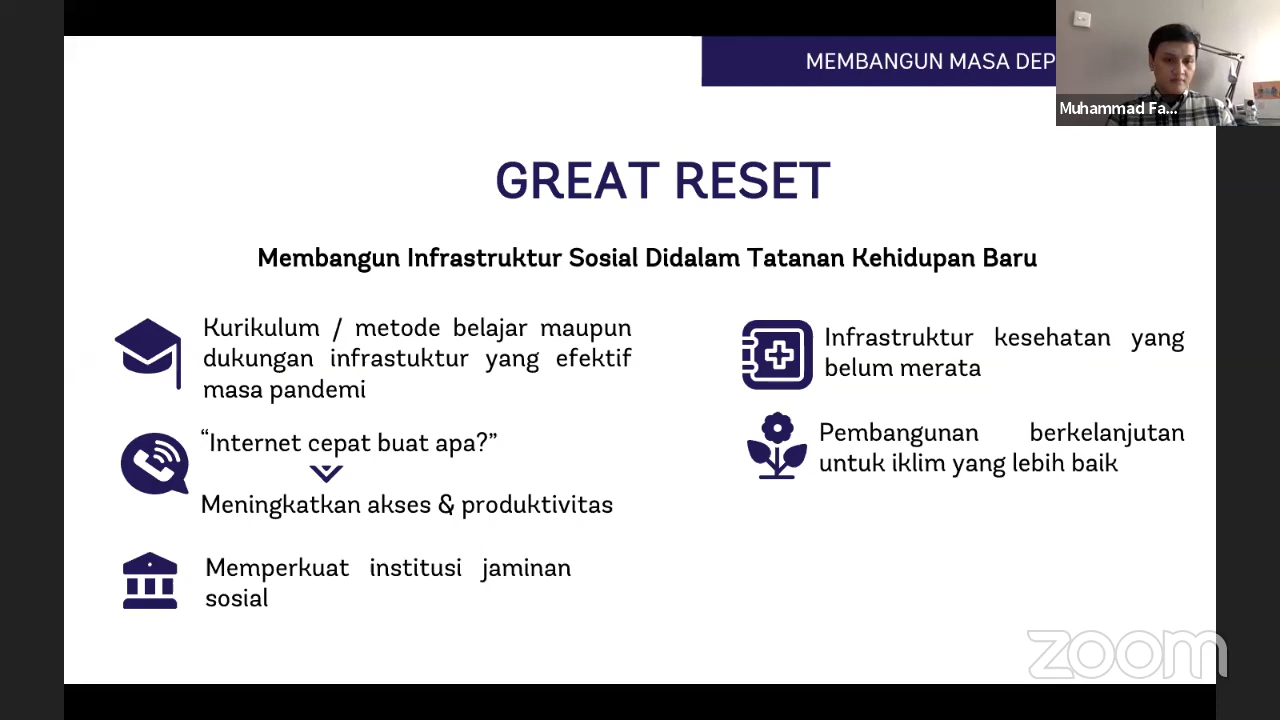 MEMBANGUN MASA DEP
Muhammad Fa...
GREAT RESET
Membangun Infrastruktur Sosial Didalam Tatanan Kehidupan Baru
Kurikulum / metode belajar maupun
dukungan infrastuktur yang efektif
masa pandemi
“Internet cepat buat apa?”
Meningkatkan akses & produktivitas
Memperkuat institusi jaminan
sosial
Infrastruktur kesehatan yang
belum merata
Pembangunan berkelanjutan
untuk iklim yang lebih baik
zoom